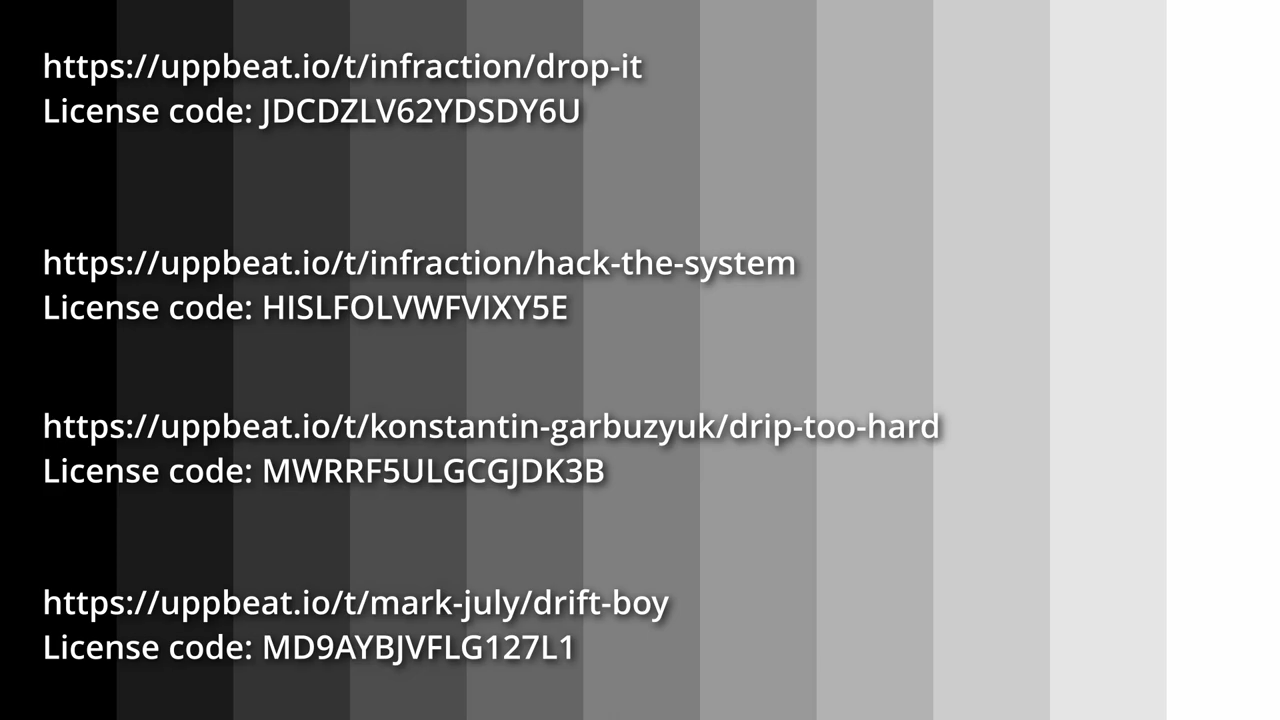 https://uppbeat.io/t/infraction/drop-it
License code: JDCDZLV62YDSDY6U
https://uppbeat.io/t/infraction/hack-the-system
License code: HISLFOLVWFVIXY5E
https://uppbeat.io/t/konstantin-garbuzyuk/drip-too-hard
License code: MWRRF5ULGCGJDK3B
https://uppbeat.io/t/mark-july/drift-boy
License code: MD9AYBJVFLG127L1